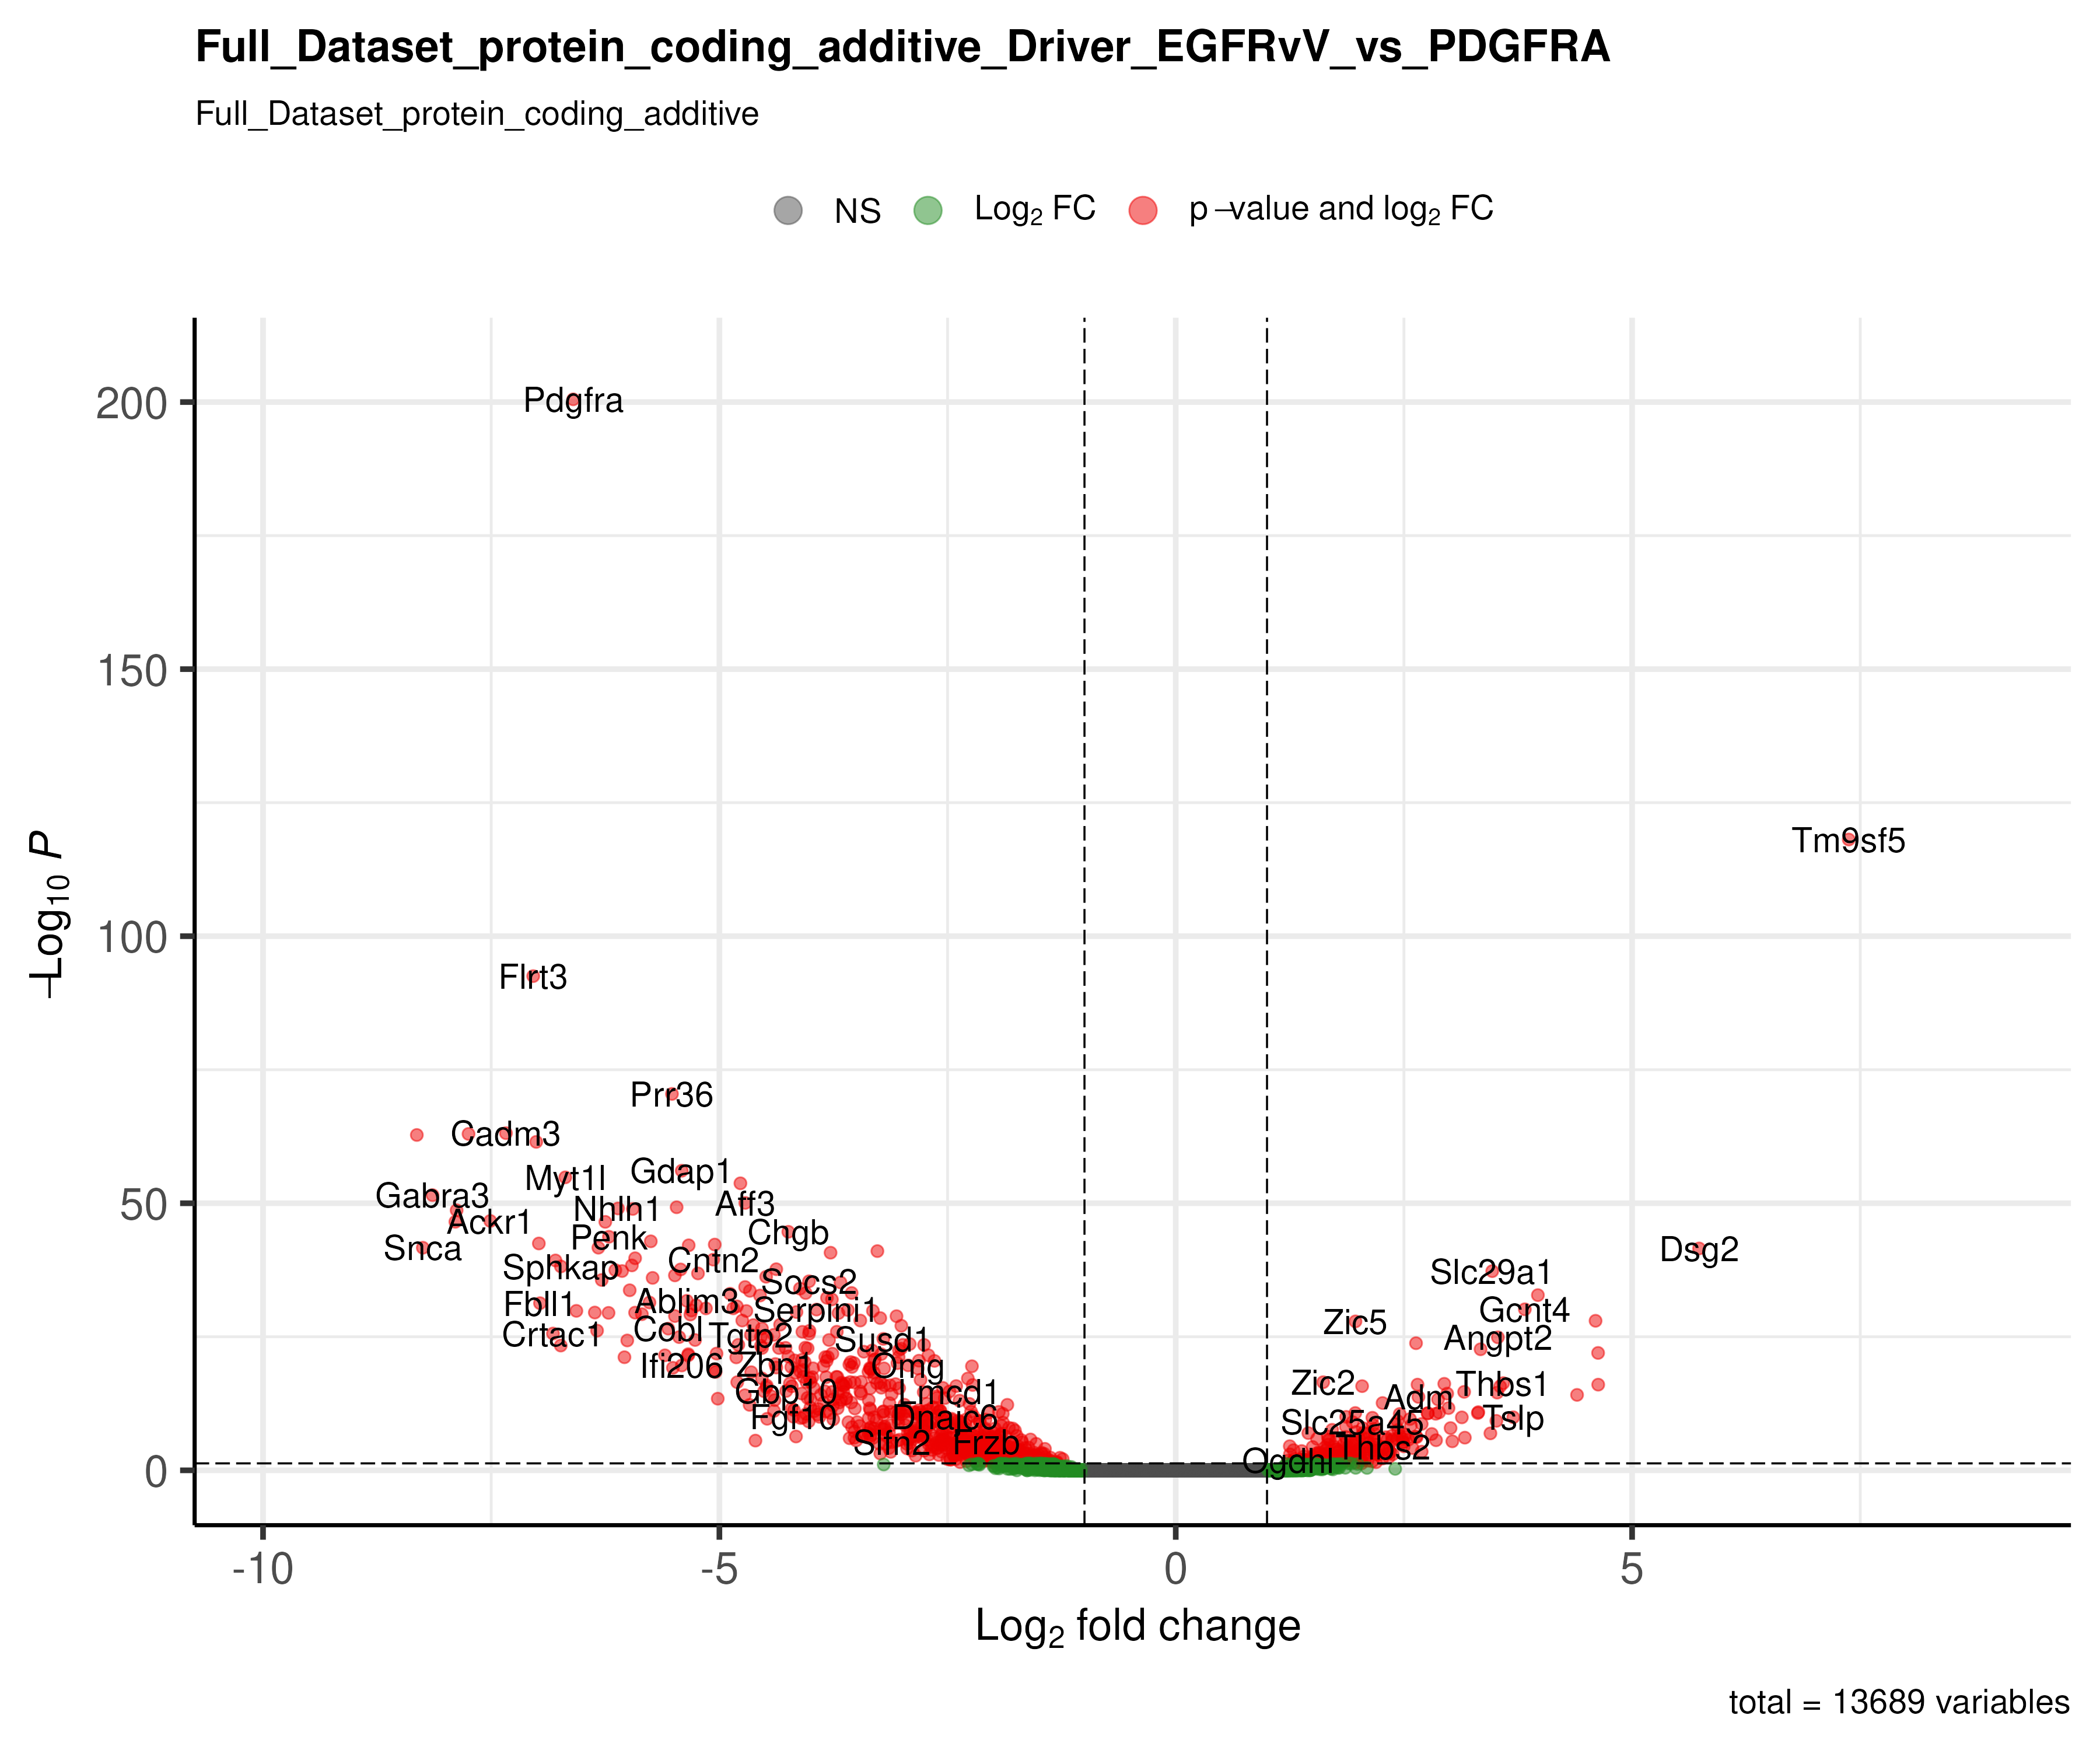 Full_Dataset_protein_coding_additive_Driver_EGFRvV_vs_PDGFRA
Full_Dataset_protein_coding_additive
NS Log2 FC p−value and log2 FC
−Log10 P
200
150
100
50
0
Pdgfra
Tm9sf5
Flrt3
Prr36
Cadm3
Myt1l
Gdap1
Gabra3
Nhlh1
Aff3
Ackr1
Penk
Chgb
Snca
Cntn2
Dsg2
Sphkap
Socs2
Slc29a1
Fbll1
Ablim3
Serpini1
Gcnt4
Crtac1
Cobl
Tgtp2
Susd1
Zic5
Angpt2
Ifi206
Zbp1
Omg
Zic2
Thbs1
Gbp10
Lmcd1
Adm
Fgf10
Dnajc6
Slc25a45
Tslp
Slfn2
Frzb
Thbs2
Ogdhl
-10
-5
0
5
Log2 fold change
total = 13689 variables